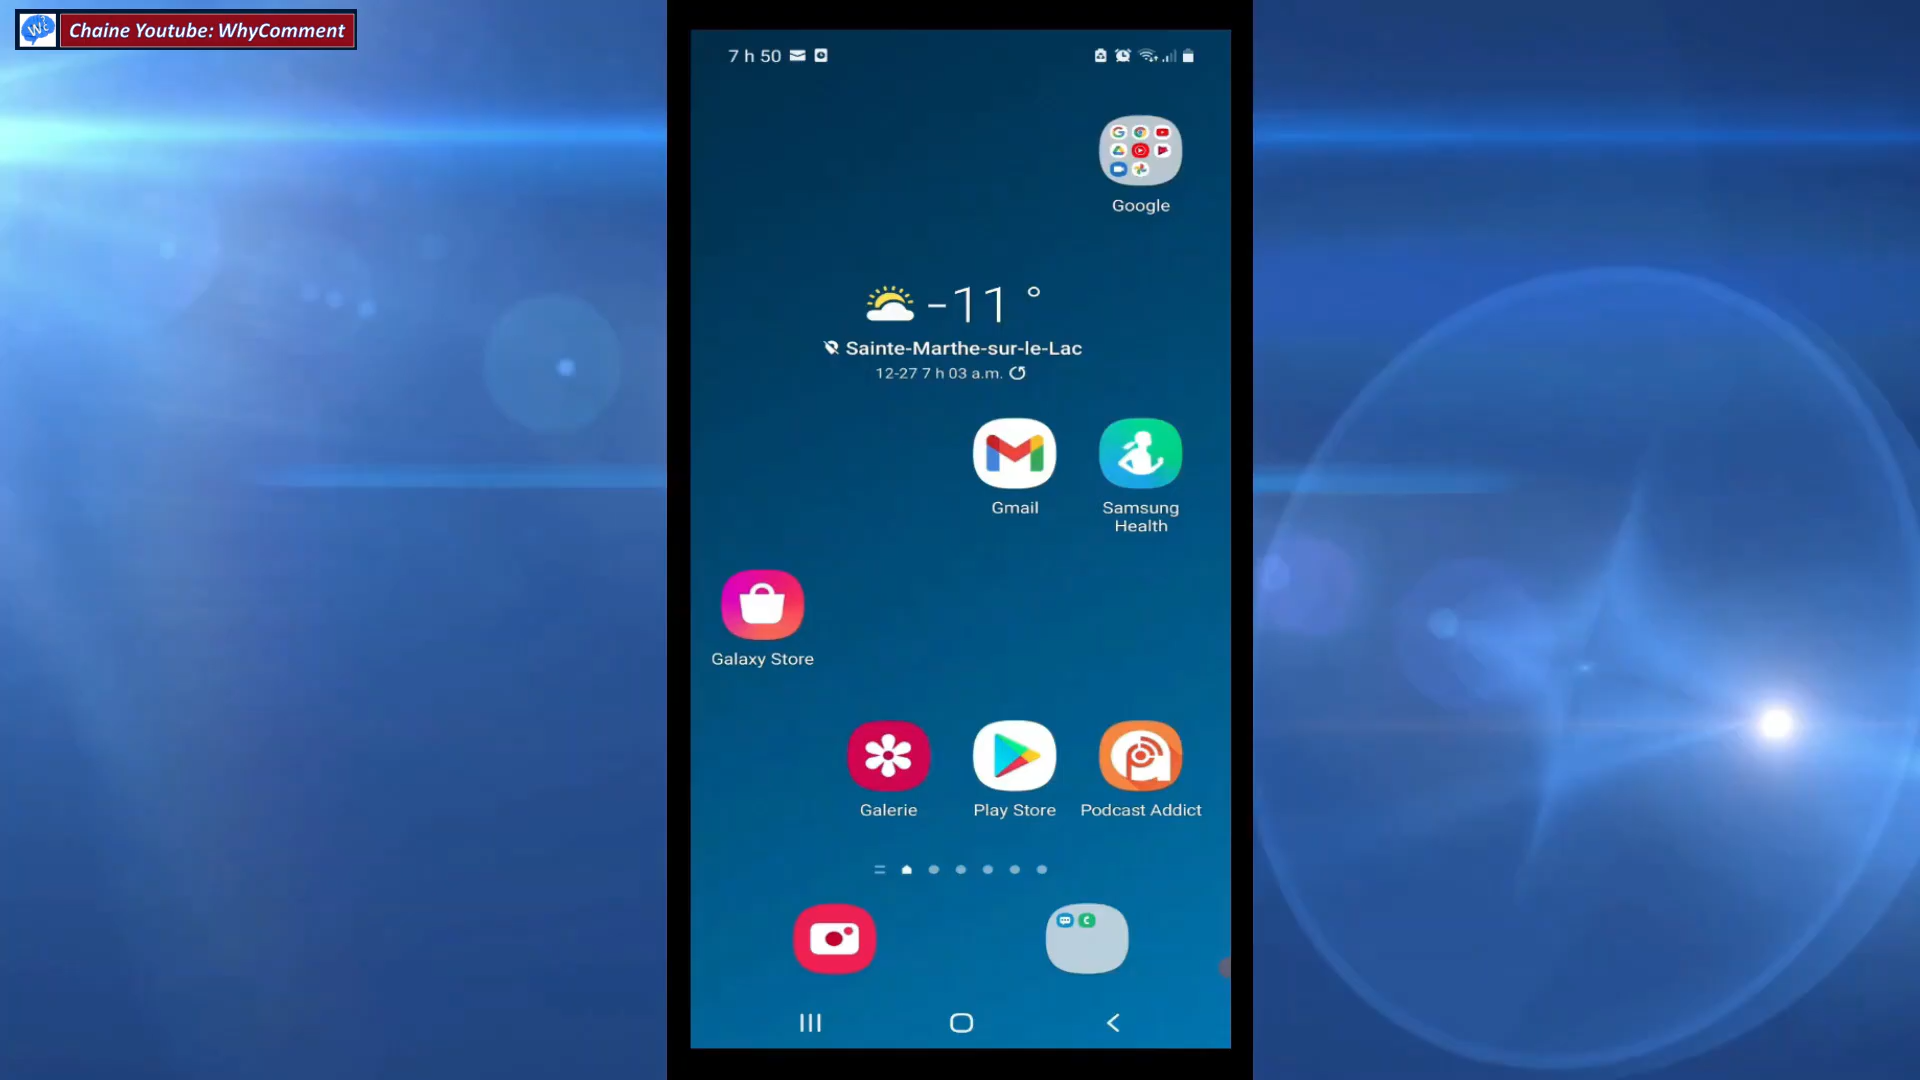 Wc
Chaine Youtube: WhyComment
7 h 50
Google
-11 °
Sainte-Marthe-sur-le-Lac
12-27 7 h 03 a.m.
Gmail
Samsung
Health
Galaxy Store
Galerie
Play Store
Podcast Addict